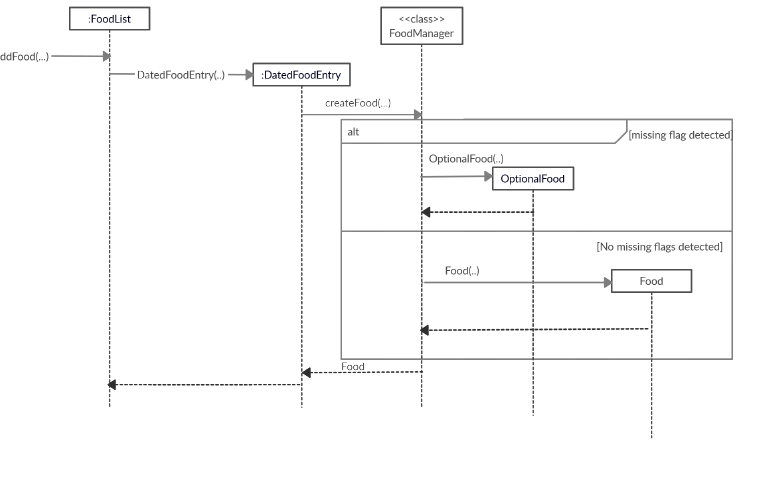 :FoodList
<<class>>
FoodManager
ddFood(...)
DatedFoodEntry(..)
:DatedFoodEntry
createFood(...)
alt
[missing flag detected]
OptionalFood(..)
OptionalFood
[No missing flags detected]
Food(..)
Food
Food